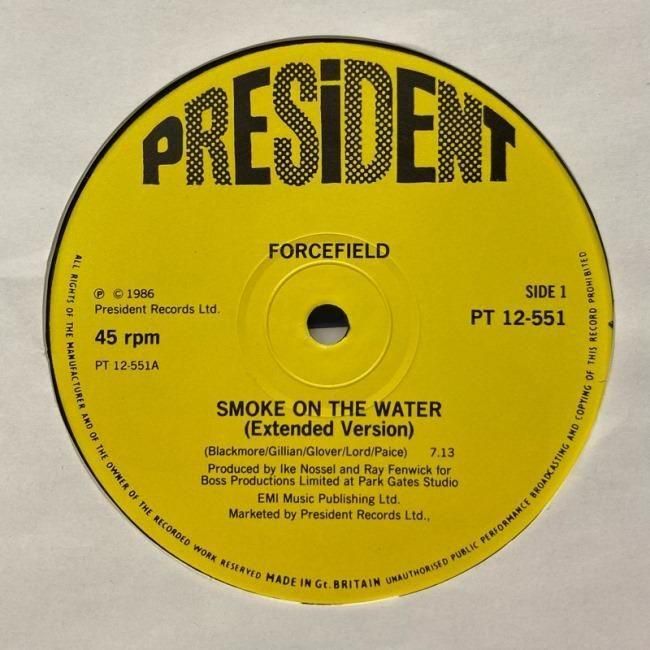 PRESiDENT
FORCEFIELD
℗ © 1986
President Records Ltd.
45 rpm
PT 12-551A
SIDE 1
PT 12-551
SMOKE ON THE WATER
(Extended Version)
(Blackmore/Gillian/Glover/Lord/Paice) 7.13
Produced by Ike Nossel and Ray Fenwick for
Boss Productions Limited at Park Gates Studio
EMI Music Publishing Ltd.
Marketed by President Records Ltd.,
ALL RIGHTS OF THE MANUFACTURER AND OF THE OWNER OF THE RECORDED WORK RESERVED MADE IN Gt. BRITAIN UNAUTHORISED PUBLIC PERFORMANCE BROADCASTING AND COPYING OF THIS RECORD PROHIBITED